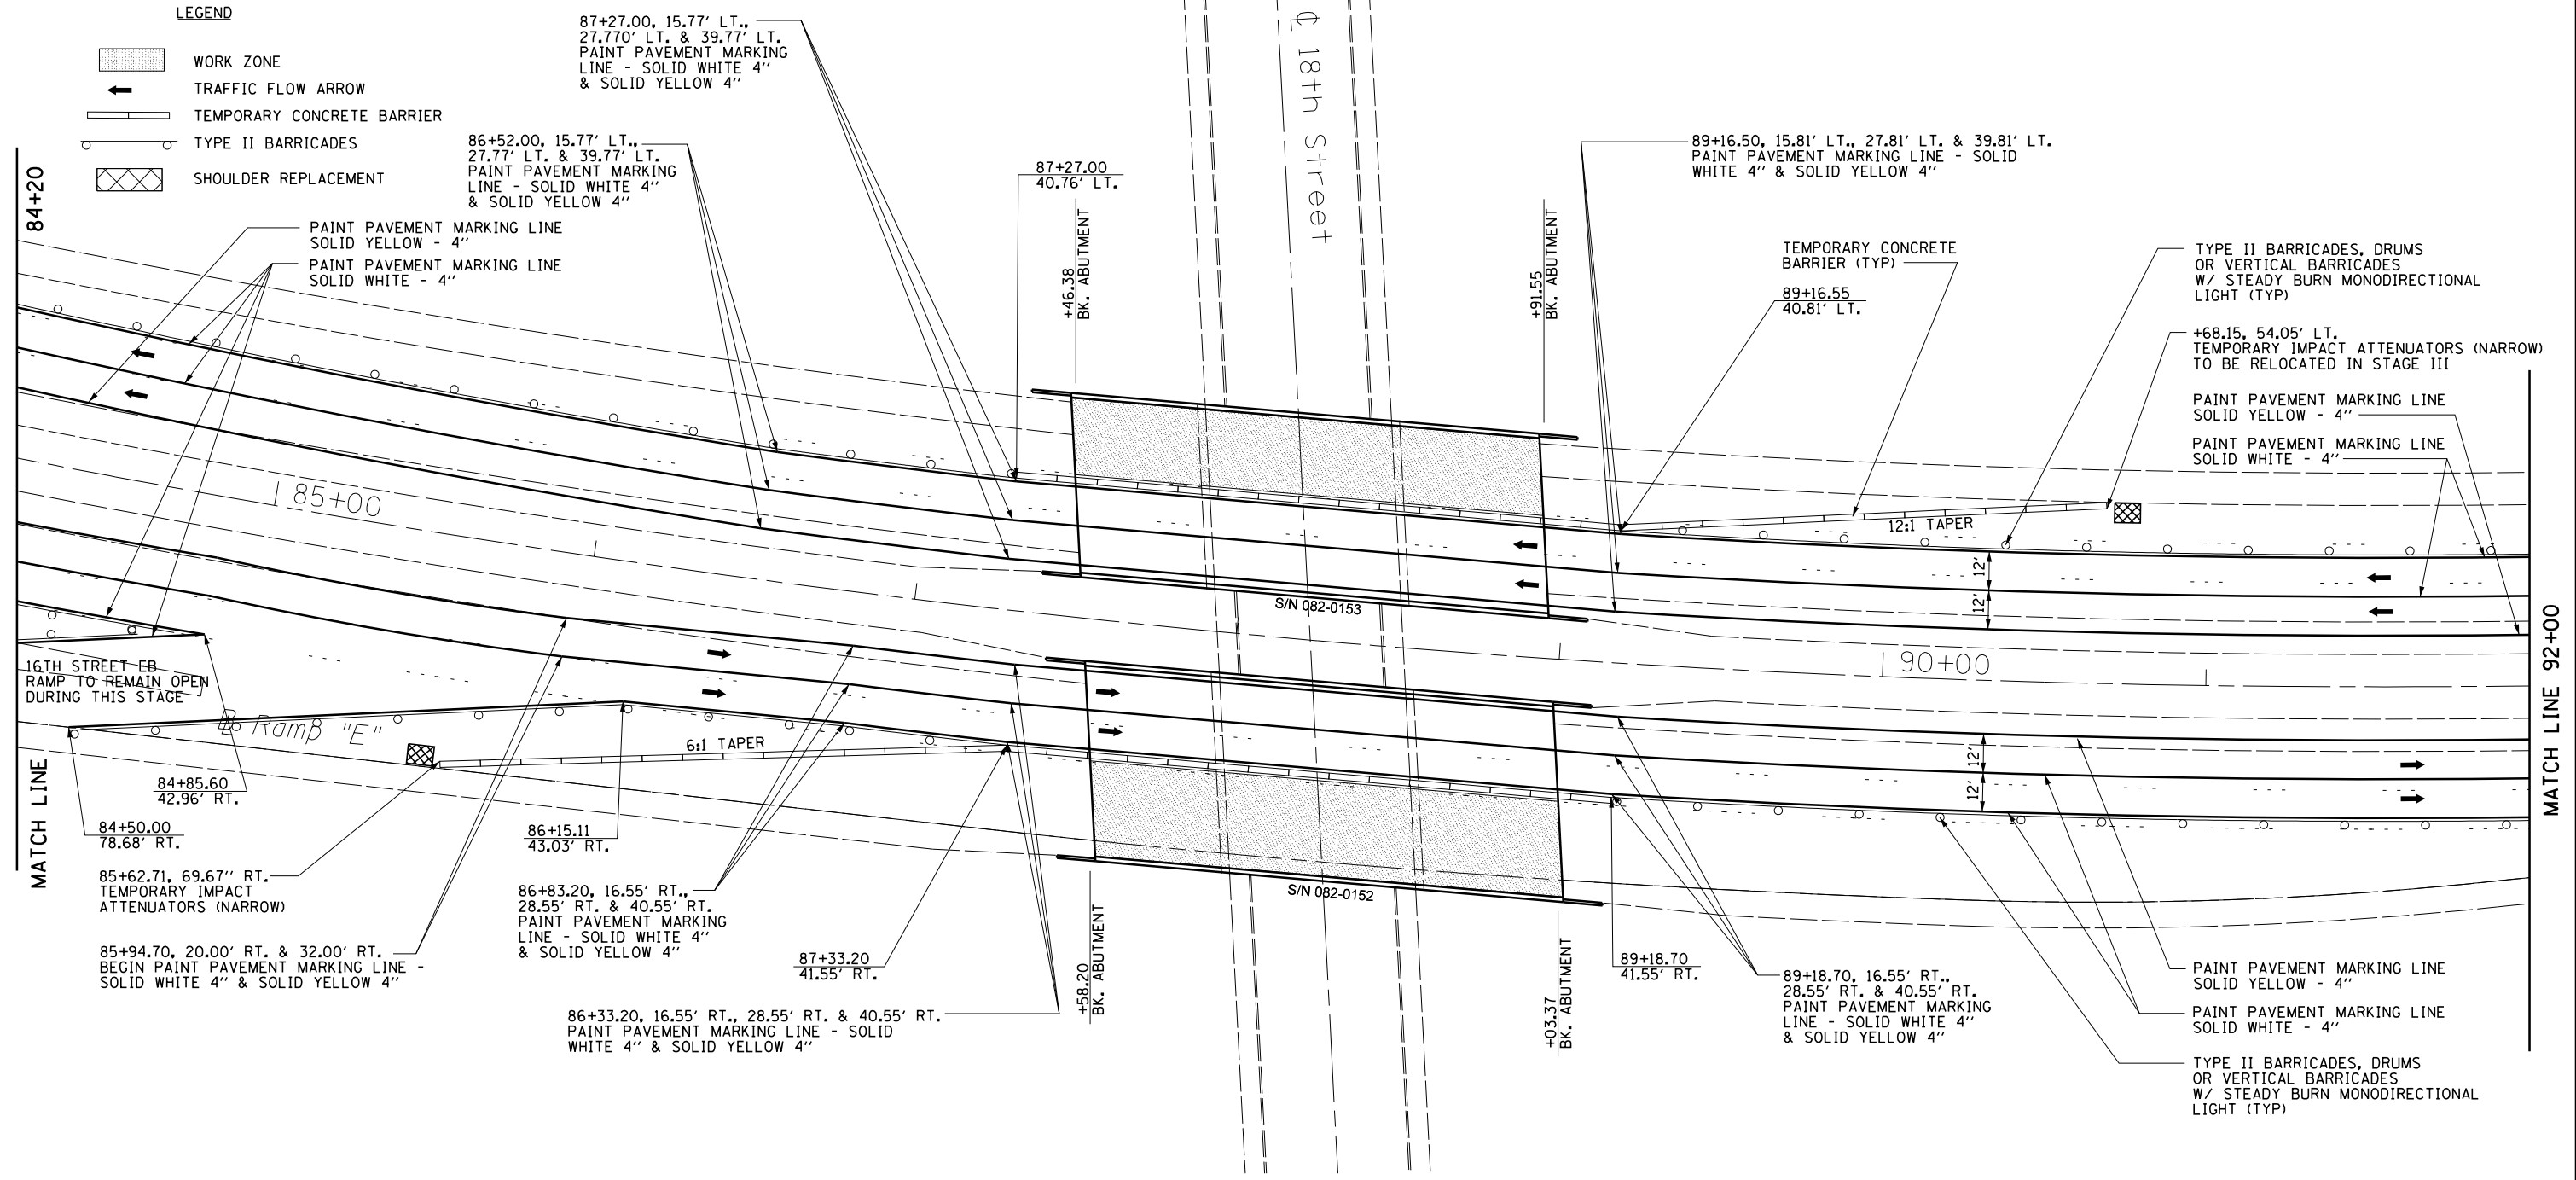 LEGEND
WORK ZONE
TRAFFIC FLOW ARROW
TEMPORARY CONCRETE BARRIER
TYPE II BARRICADES
SHOULDER REPLACEMENT
84+20
MATCH LINE
87+27.00, 15.77' LT.,
27.770' LT. & 39.77' LT.
PAINT PAVEMENT MARKING
LINE - SOLID WHITE 4''
& SOLID YELLOW 4''
86+52.00, 15.77' LT.,
27.77' LT. & 39.77' LT.
PAINT PAVEMENT MARKING
LINE - SOLID WHITE 4''
& SOLID YELLOW 4''
PAINT PAVEMENT MARKING LINE
SOLID YELLOW - 4''
PAINT PAVEMENT MARKING LINE
SOLID WHITE - 4''
87+27.00
40.76' LT.
+46.38
BK. ABUTMENT
℄ 18th Street
+91.55
BK. ABUTMENT
89+16.50, 15.81' LT., 27.81' LT. & 39.81' LT.
PAINT PAVEMENT MARKING LINE - SOLID
WHITE 4'' & SOLID YELLOW 4''
TEMPORARY CONCRETE
BARRIER (TYP)
89+16.55
40.81' LT.
TYPE II BARRICADES, DRUMS
OR VERTICAL BARRICADES
W/ STEADY BURN MONODIRECTIONAL
LIGHT (TYP)
+68.15, 54.05' LT.
TEMPORARY IMPACT ATTENUATORS (NARROW)
TO BE RELOCATED IN STAGE III
PAINT PAVEMENT MARKING LINE
SOLID YELLOW - 4''
PAINT PAVEMENT MARKING LINE
SOLID WHITE - 4''
85+00
12:1 TAPER
12'
12'
S/N 082-0153
90+00
MATCH LINE 92+00
16TH STREET EB
RAMP TO REMAIN OPEN
DURING THIS STAGE
Ramp "E"
6:1 TAPER
12'
12'
84+85.60
42.96' RT.
84+50.00
78.68' RT.
86+15.11
43.03' RT.
85+62.71, 69.67'' RT.
TEMPORARY IMPACT
ATTENUATORS (NARROW)
86+83.20, 16.55' RT.,
28.55' RT. & 40.55' RT.
PAINT PAVEMENT MARKING
LINE - SOLID WHITE 4''
& SOLID YELLOW 4''
S/N 082-0152
85+94.70, 20.00' RT. & 32.00' RT.
BEGIN PAINT PAVEMENT MARKING LINE -
SOLID WHITE 4'' & SOLID YELLOW 4''
87+33.20
41.55' RT.
86+33.20, 16.55' RT., 28.55' RT. & 40.55' RT.
PAINT PAVEMENT MARKING LINE - SOLID
WHITE 4'' & SOLID YELLOW 4''
+58.20
BK. ABUTMENT
+03.37
BK. ABUTMENT
89+18.70
41.55' RT.
89+18.70, 16.55' RT.,
28.55' RT. & 40.55' RT.
PAINT PAVEMENT MARKING
LINE - SOLID WHITE 4''
& SOLID YELLOW 4''
PAINT PAVEMENT MARKING LINE
SOLID YELLOW - 4''
PAINT PAVEMENT MARKING LINE
SOLID WHITE - 4''
TYPE II BARRICADES, DRUMS
OR VERTICAL BARRICADES
W/ STEADY BURN MONODIRECTIONAL
LIGHT (TYP)